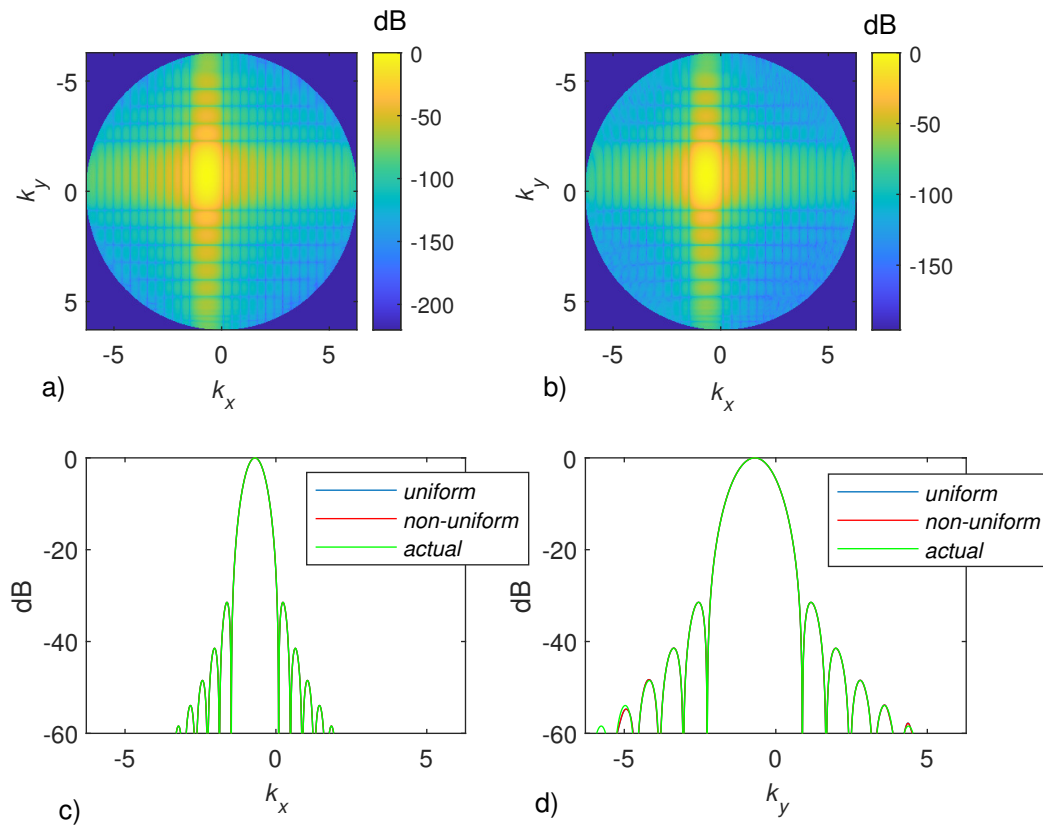 dB
0
-50
-100
-150
-200
-5
0
5
k_y
-5
0
5
k_x
a)
dB
0
-50
-100
-150
-5
0
5
k_y
-5
0
5
k_x
b)
0
-20
-40
-60
dB
-5
0
5
k_x
c)
uniform
non-uniform
actual
0
-20
-40
-60
dB
-5
0
5
k_y
d)
uniform
non-uniform
actual